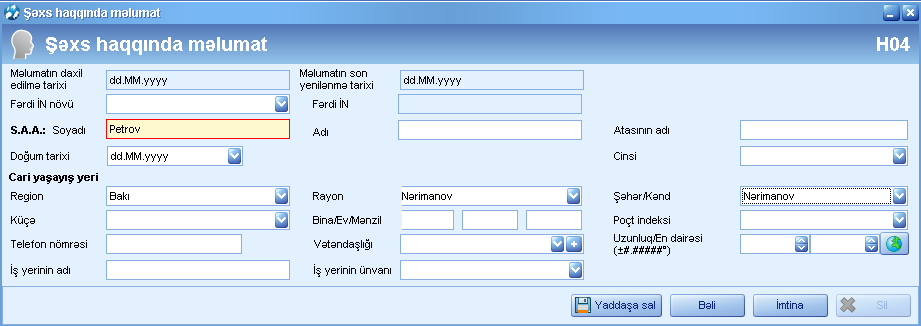 Şəxs haqqında məlumat
Şəxs haqqında məlumat H04
Məlumatın daxil edilmə tarixi dd.MM.yyyy Məlumatın son yenilənmə tarixi dd.MM.yyyy
Fərdi İN növü Fərdi İN
S.A.A.: Soyadı Petrov Adı Atasının adı
Doğum tarixi dd.MM.yyyy Cinsi
Cari yaşayış yeri
Region Bakı Rayon Nərimanov Şəhər/Kənd Nərimanov
Küçə Bina/Ev/Mənzil Poçt indeksi
Telefon nömrəsi Vətəndaşlığı Uzunluq/En dairəsi (±#.#####°)
İş yerinin adı İş yerinin ünvanı
Yaddaşa sal Bəli İmtina Sil